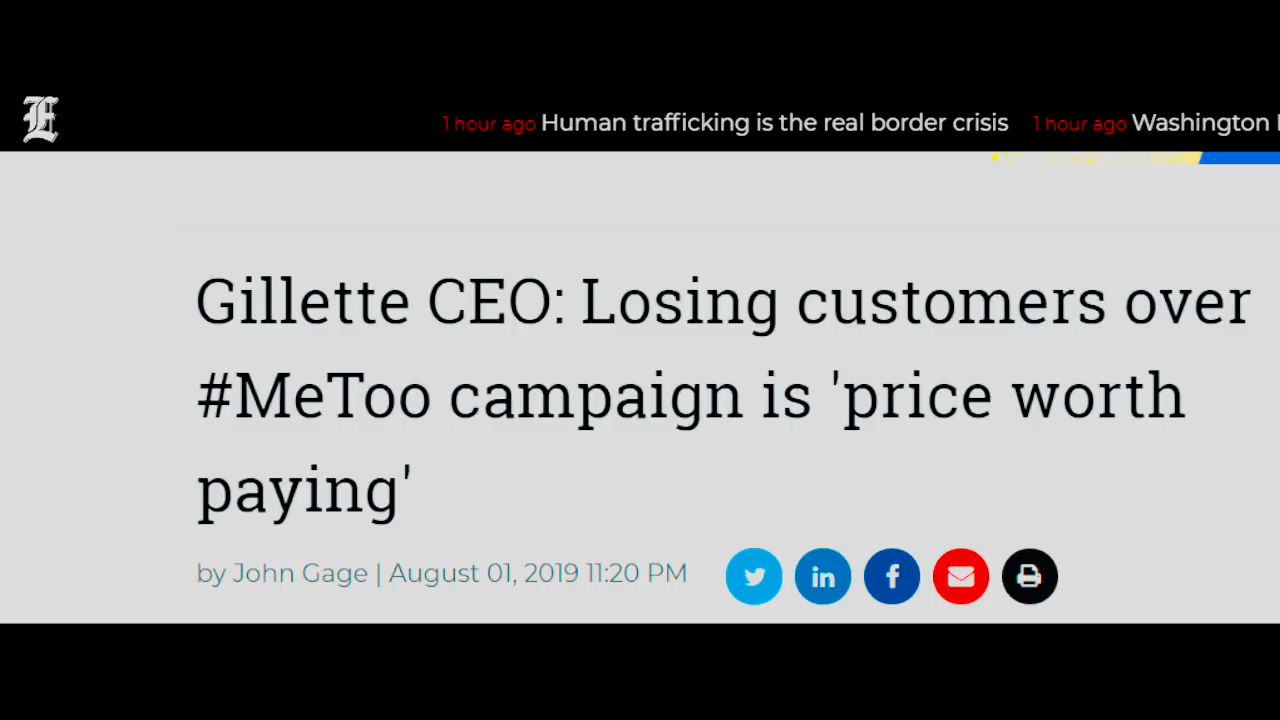 E
1 hour ago Human trafficking is the real border crisis 1 hour ago Washington
Gillette CEO: Losing customers over
#MeToo campaign is 'price worth
paying'
by John Gage | August 01, 2019 11:20 PM